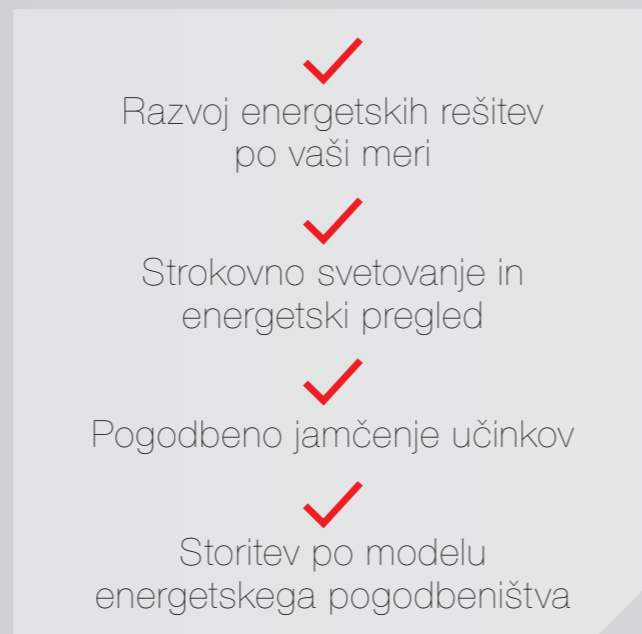 Razvoj energetskih rešitev
po vaši meri
Strokovno svetovanje in
energetski pregled
Pogodbeno jamčenje učinkov
Storitev po modelu
energetskega pogodbeništva